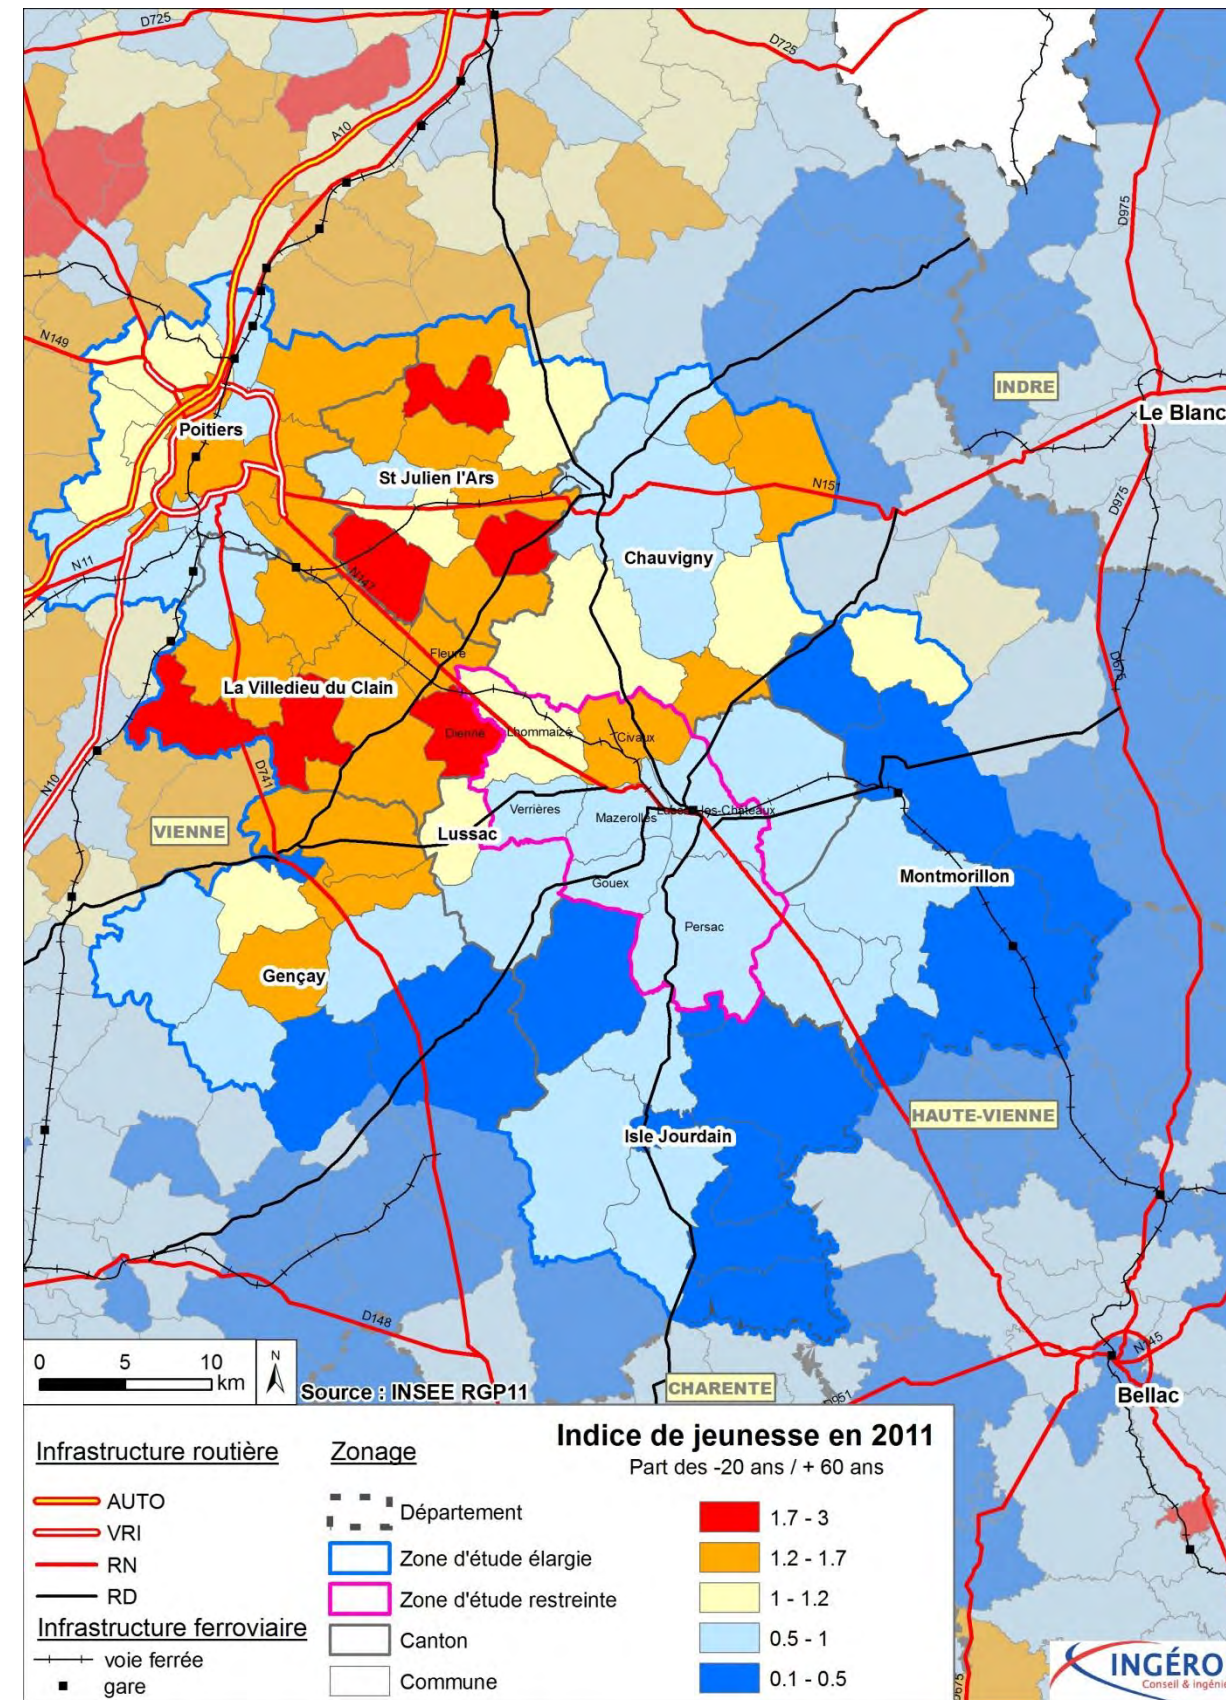 D725
D725
A10
D975
N149
INDRE
Le Blanc
Poitiers
St Julien l'Ars
N151
D975
Chauvigny
N11
N147
Fleuré
D675
La Villedieu du Clain
Dienné
Lhommaizé
Civaux
N10
D741
VIENNE
Verrières
Mazerolles
Lussac
Gouex
Montmorillon
Persac
Gençay
HAUTE-VIENNE
Isle Jourdain
D148
N145
0 5 10
km
N
Source : INSEE RGP11
CHARENTE
D951
Bellac
Infrastructure routière
AUTO
VRI
RN
RD
Infrastructure ferroviaire
voie ferrée
gare
Zonage
Département
Zone d'étude élargie
Zone d'étude restreinte
Canton
Commune
Indice de jeunesse en 2011
Part des -20 ans / + 60 ans
1.7 - 3
1.2 - 1.7
1 - 1.2
0.5 - 1
0.1 - 0.5
D675
INGÉRO
Conseil & ingéni